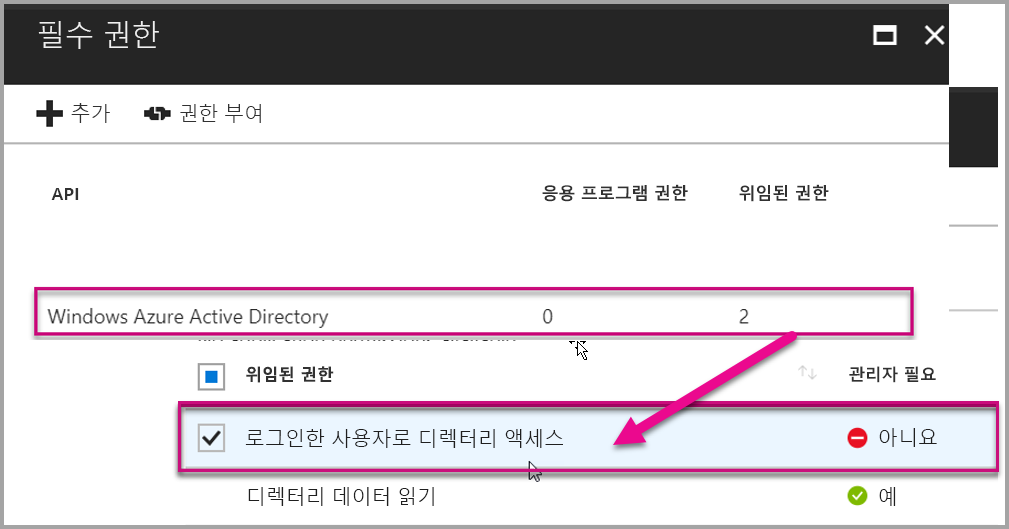 필수 권한
추가 권한 부여
API 응용 프로그램 권한 위임된 권한
Windows Azure Active Directory 0 2
위임된 권한 관리자 필요
로그인한 사용자로 디렉터리 액세스 아니요
디렉터리 데이터 읽기 예